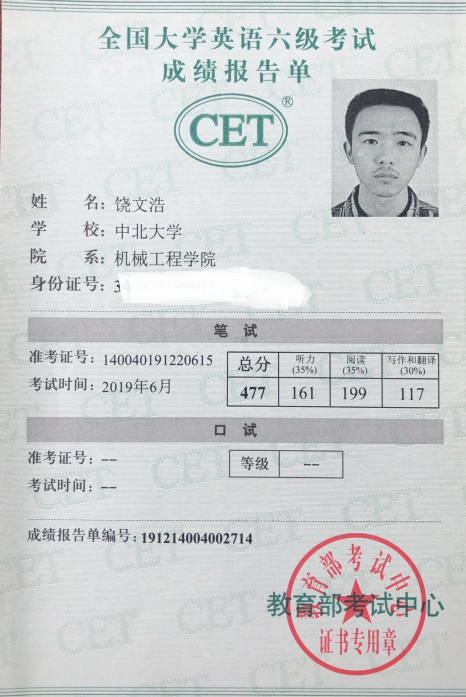 全国大学英语六级考试
成绩报告单
CET®
姓 名：饶文浩
学 校：中北大学
院 系：机械工程学院
身份证号：34
笔 试
准考证号：140040191220615
考试时间：2019年6月
总分 听力(35%) 阅读(35%) 写作和翻译(30%)
477 161 199 117
口 试
准考证号：--
考试时间：--
等级 --
成绩报告单编号：191214004002714
教育部考试中心
教育部考试中心
证书专用章